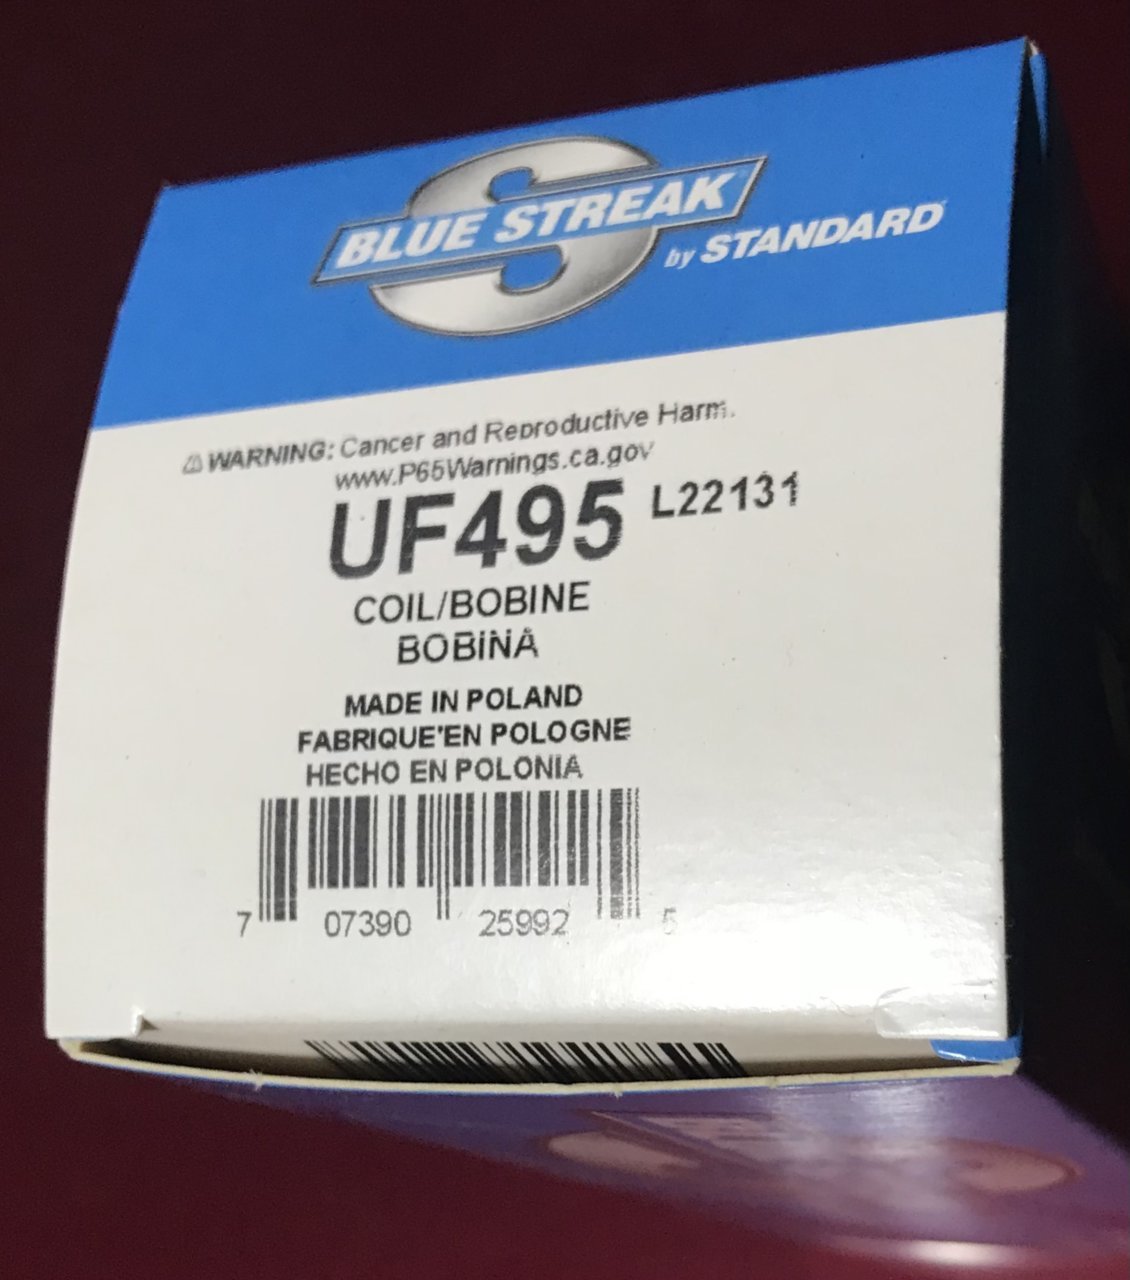 BLUE STREAK
by STANDARD
⚠ WARNING: Cancer and Reproductive Harm.
www.P65Warnings.ca.gov
UF495 L22131
COIL/BOBINE
BOBINA
MADE IN POLAND
FABRIQUE'EN POLOGNE
HECHO EN POLONIA
7 07390 25992 5